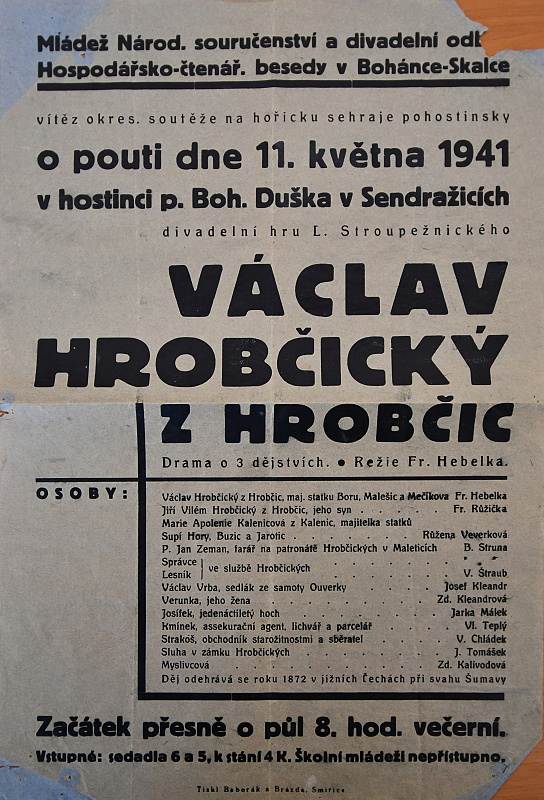 Mládež Národ. souručenství a divadelní
Hospodářsko-čtenář. besedy v Bohánce-Skalce
vítěz okres. soutěže na hořicku sehraje pohostinsky
o pouti dne 11. května 1941
v hostinci p. Boh. Duška v Sendražicích
divadelní hru L. Stroupežnického
VÁCLAV
HROBČICKÝ
Z HROBČIC
Drama o 3 dějstvích. ● Režie Fr. Hebelka.
OSOBY:
Václav Hrobčický z Hrobčic, maj. statku Boru, Malešic a Mečíkova Fr. Hebelka
Jiří Vilém Hrobčický z Hrobčic, jeho syn . . . . . Fr. Růžička
Marie Apolenie Kalenicová z Kalenic, majitelka statků
Supí Hory, Buzic a Jarotic . . . . . Růžena Veverková
P. Jan Zeman, farář na patronátě Hrobčických v Maleticích B. Struna
Správce
Lesník } ve službě Hrobčických . . . . . V. Štraub
Václav Vrba, sedlák ze samoty Ouverky . . . . . Josef Kleandr
Verunka, jeho žena . . . . . Zd. Kleandrová
Josífek, jedenáctiletý hoch . . . . . Jarka Málek
Kmínek, assekurační agent, lichvář a parcelář . . . Vl. Teplý
Strakoš, obchodník starožitnostmi a sběratel . . . V. Chládek
Sluha v zámku Hrobčických . . . . . J. Tomášek
Myslivcová . . . . . Zd. Kalivodová
Děj odehrává se roku 1872 v jižních Čechách při svahu Šumavy
Začátek přesně o půl 8. hod. večerní.
Vstupné: sedadla 6 a 5, k stání 4 K. Školní mládeži nepřístupno.
Tiskl Baborák a Brázda, Smiřice